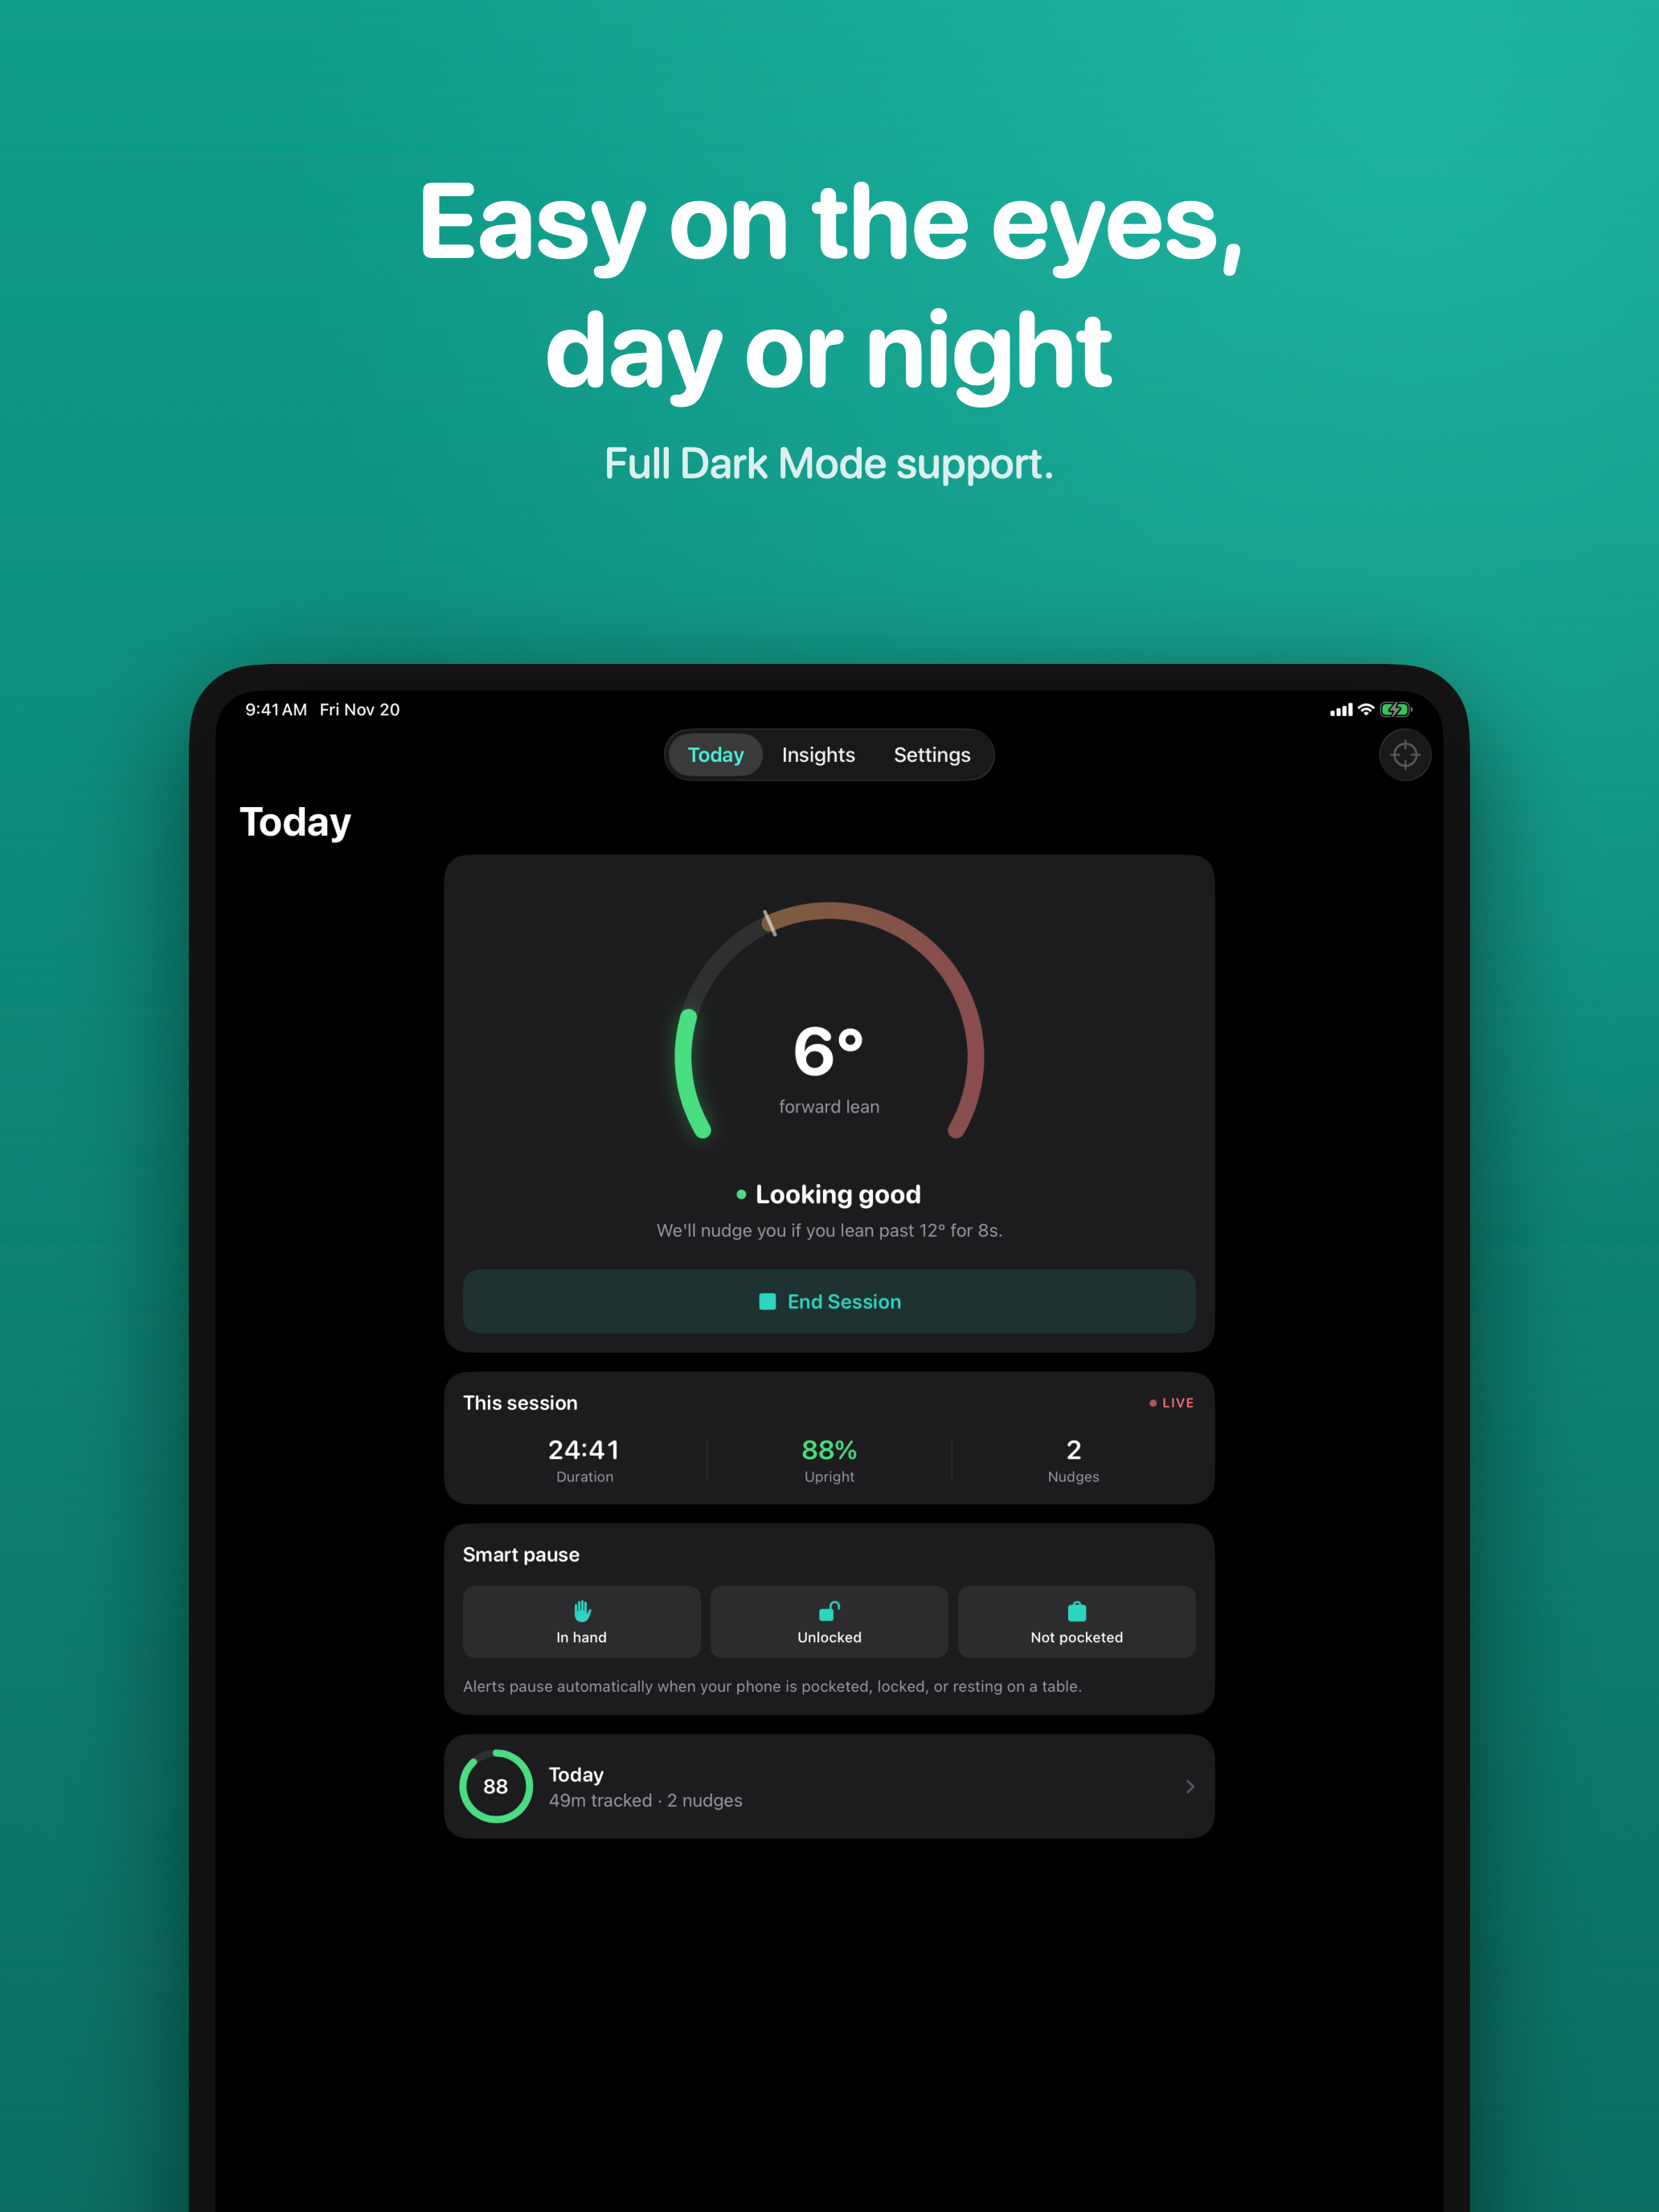 Easy on the eyes,
day or night
Full Dark Mode support.
9:41 AM Fri Nov 20
Today Insights Settings
Today
6°
forward lean
Looking good
We'll nudge you if you lean past 12° for 8s.
End Session
This session
LIVE
24:41 88% 2
Duration Upright Nudges
Smart pause
In hand Unlocked Not pocketed
Alerts pause automatically when your phone is pocketed, locked, or resting on a table.
88
Today
49m tracked · 2 nudges